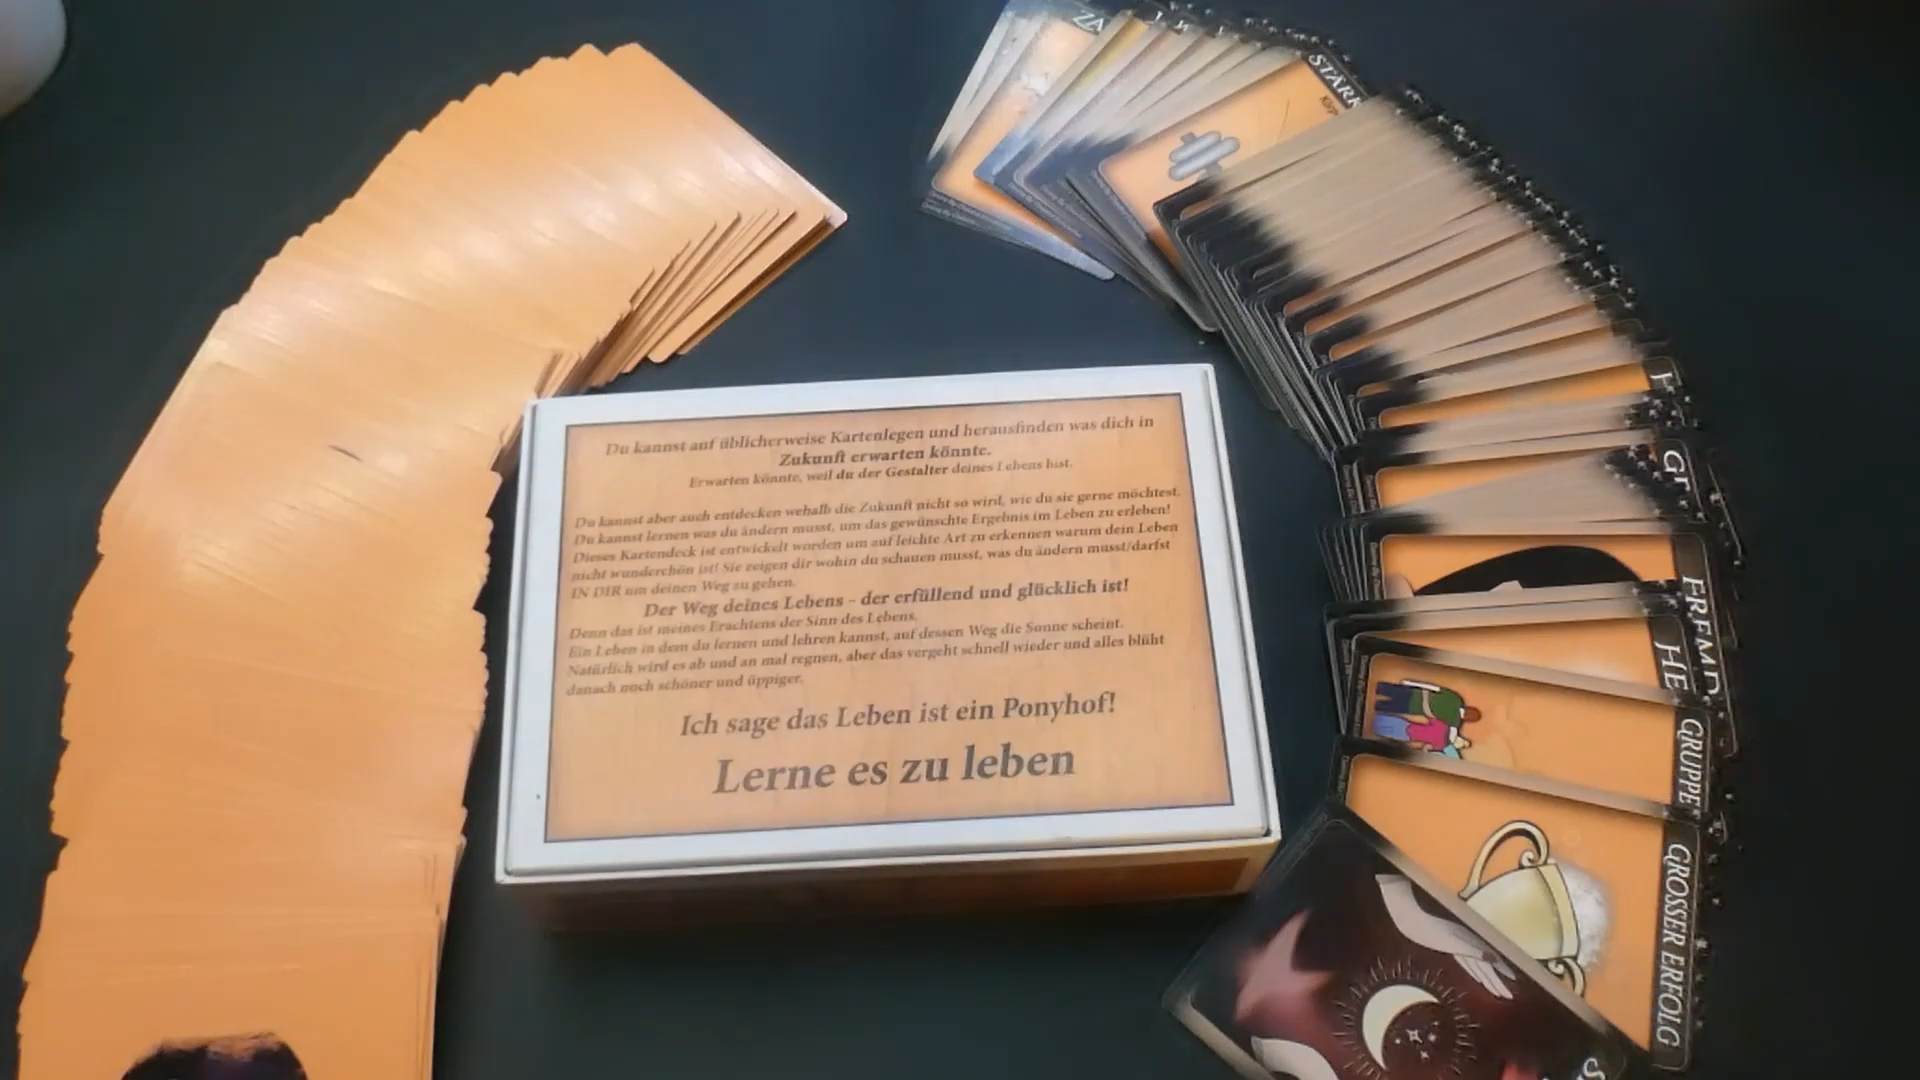 Du kannst auf üblicherweise Kartenlegen und herausfinden was dich in
Zukunft erwarten könnte.
Erwarten könnte, weil du der Gestalter deines Lebens bist.
Du kannst aber auch entdecken wehalb die Zukunft nicht so wird, wie du sie gerne möchtest.
Du kannst lernen was du ändern musst, um das gewünschte Ergebnis im Leben zu erleben!
Dieses Kartendeck ist entwickelt worden um auf leichte Art zu erkennen warum dein Leben
nicht wunderschön ist! Sie zeigen dir wohin du schauen musst, was du ändern musst/darfst
IN DIR um deinen Weg zu gehen.
Der Weg deines Lebens - der erfüllend und glücklich ist!
Denn das ist meines Erachtens der Sinn des Lebens.
Ein Leben in dem du lernen und lehren kannst, auf dessen Weg die Sonne scheint.
Natürlich wird es ab und an mal regnen, aber das vergeht schnell wieder und alles blüht
danach noch schöner und üppiger.
Ich sage das Leben ist ein Ponyhof!
Lerne es zu leben
STÄRK
FREMD
GRUPPE
GROSSER ERFOLG